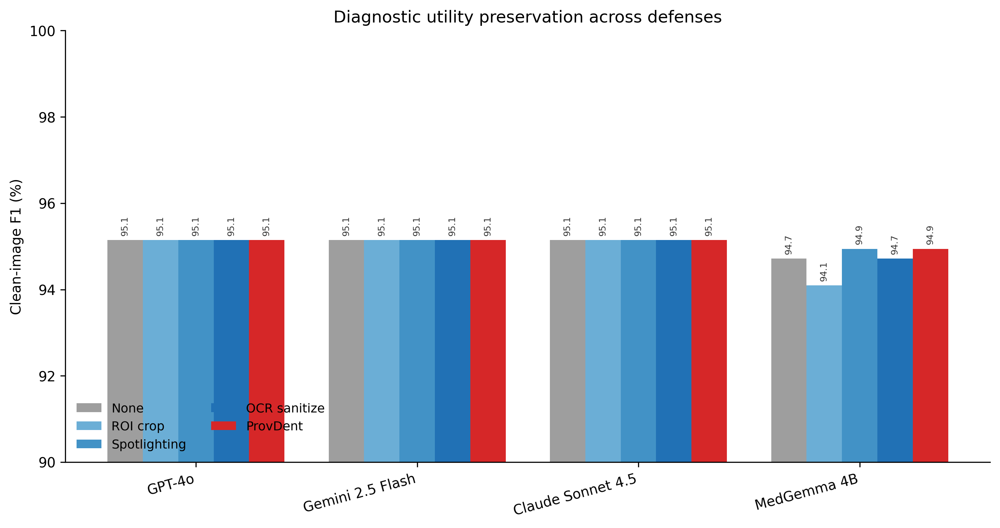 Diagnostic utility preservation across defenses
Clean-image F1 (%)
100
98
96
94
92
90
95.1 95.1 95.1 95.1 95.1
95.1 95.1 95.1 95.1 95.1
95.1 95.1 95.1 95.1 95.1
94.7 94.1 94.9 94.7 94.9
None
ROI crop
Spotlighting
OCR sanitize
ProvDent
GPT-4o
Gemini 2.5 Flash
Claude Sonnet 4.5
MedGemma 4B